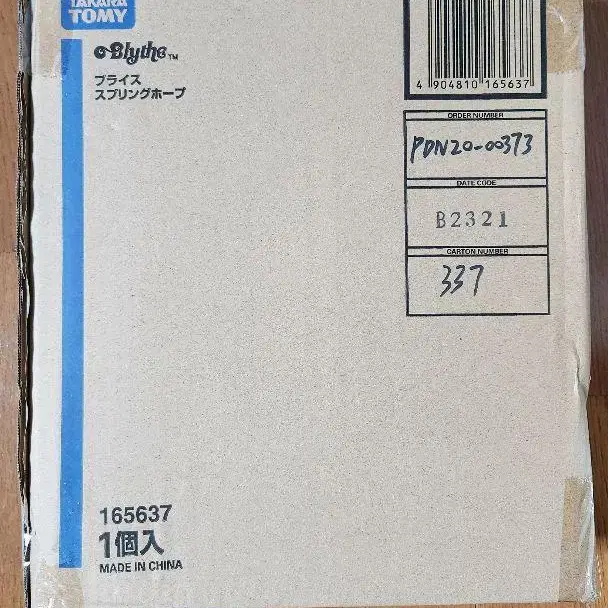 TAKARA
TOMY
Blythe™
ブライス
スプリングホープ
4 904810 165637
ORDER NUMBER
PDN20-00373
DATE CODE
B2321
CARTON NUMBER
337
165637
1個入
MADE IN CHINA